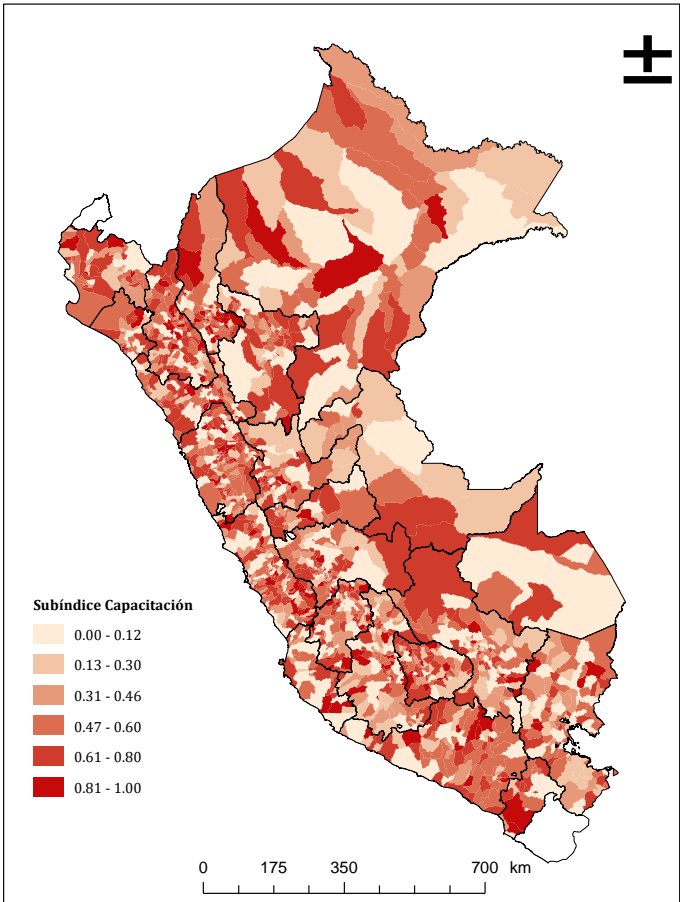 Subíndice Capacitación
0.00 - 0.12
0.13 - 0.30
0.31 - 0.46
0.47 - 0.60
0.61 - 0.80
0.81 - 1.00
0 175 350 700 km